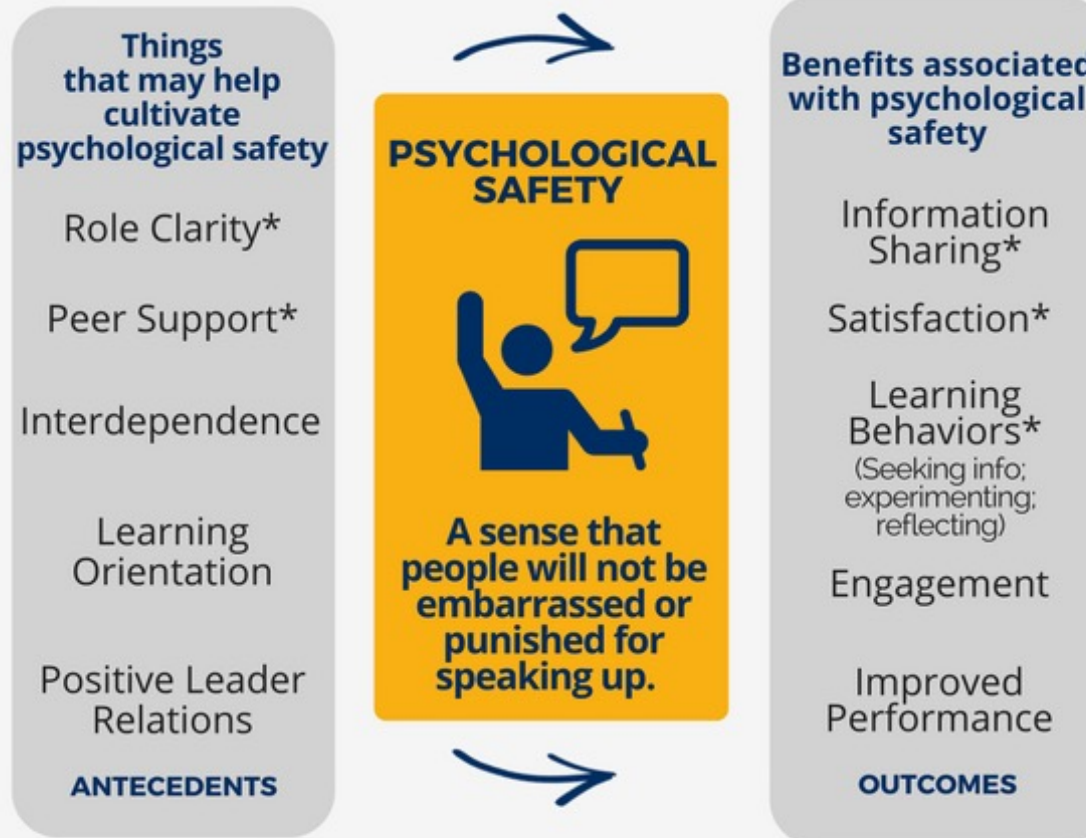 Things
that may help
cultivate
psychological safety
Role Clarity*
Peer Support*
Interdependence
Learning
Orientation
Positive Leader
Relations
ANTECEDENTS
PSYCHOLOGICAL
SAFETY
A sense that
people will not be
embarrassed or
punished for
speaking up.
Benefits associated
with psychological
safety
Information
Sharing*
Satisfaction*
Learning
Behaviors*
(Seeking info;
experimenting;
reflecting)
Engagement
Improved
Performance
OUTCOMES